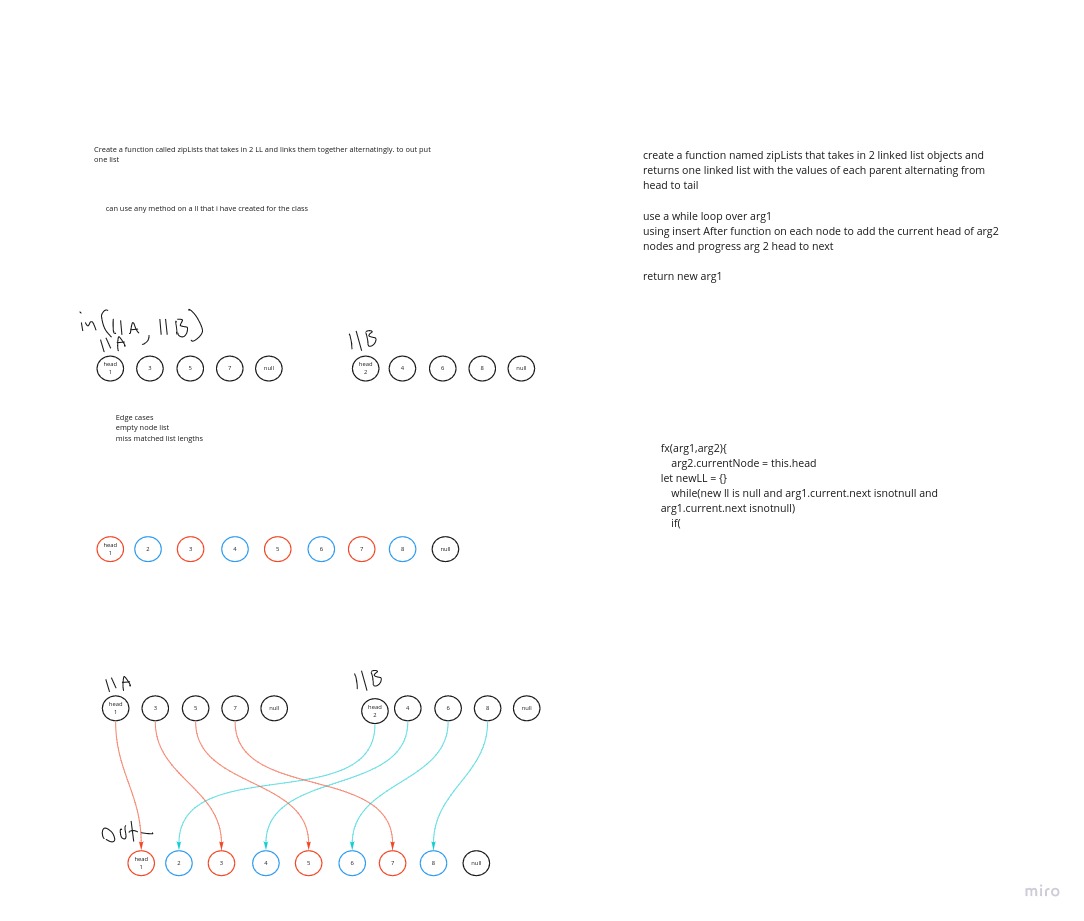 Create a function called zipLists that takes in 2 LL and links them together alternatingly. to out put
one list
can use any method on a ll that i have created for the class
in(llA, llB)
llA
llB
head
1
3
5
7
null
head
2
4
6
8
null
Edge cases
empty node list
miss matched list lengths
head
1
2
3
4
5
6
7
8
null
llA
llB
head
1
3
5
7
null
head
2
4
6
8
null
out
head
1
2
3
4
5
6
7
8
null
create a function named zipLists that takes in 2 linked list objects and
returns one linked list with the values of each parent alternating from
head to tail
use a while loop over arg1
using insert After function on each node to add the current head of arg2
nodes and progress arg 2 head to next
return new arg1
fx(arg1,arg2){
arg2.currentNode = this.head
let newLL = {}
while(new ll is null and arg1.current.next isnotnull and
arg1.current.next isnotnull)
if(
miro